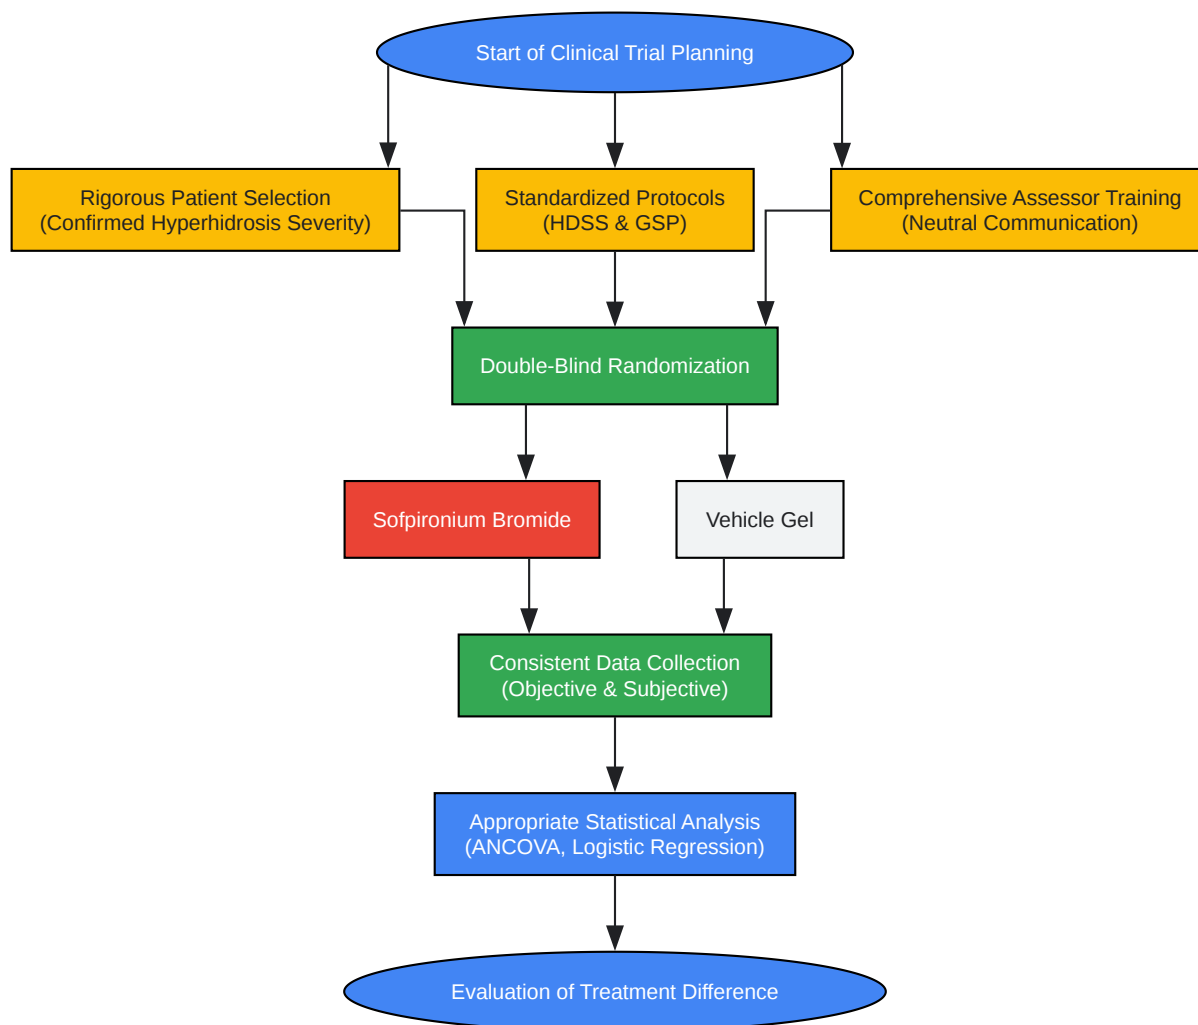 Start of Clinical Trial Planning
Rigorous Patient Selection
(Confirmed Hyperhidrosis Severity)
Standardized Protocols
(HDSS & GSP)
Comprehensive Assessor Training
(Neutral Communication)
Double-Blind Randomization
Sofpironium Bromide
Vehicle Gel
Consistent Data Collection
(Objective & Subjective)
Appropriate Statistical Analysis
(ANCOVA, Logistic Regression)
Evaluation of Treatment Difference